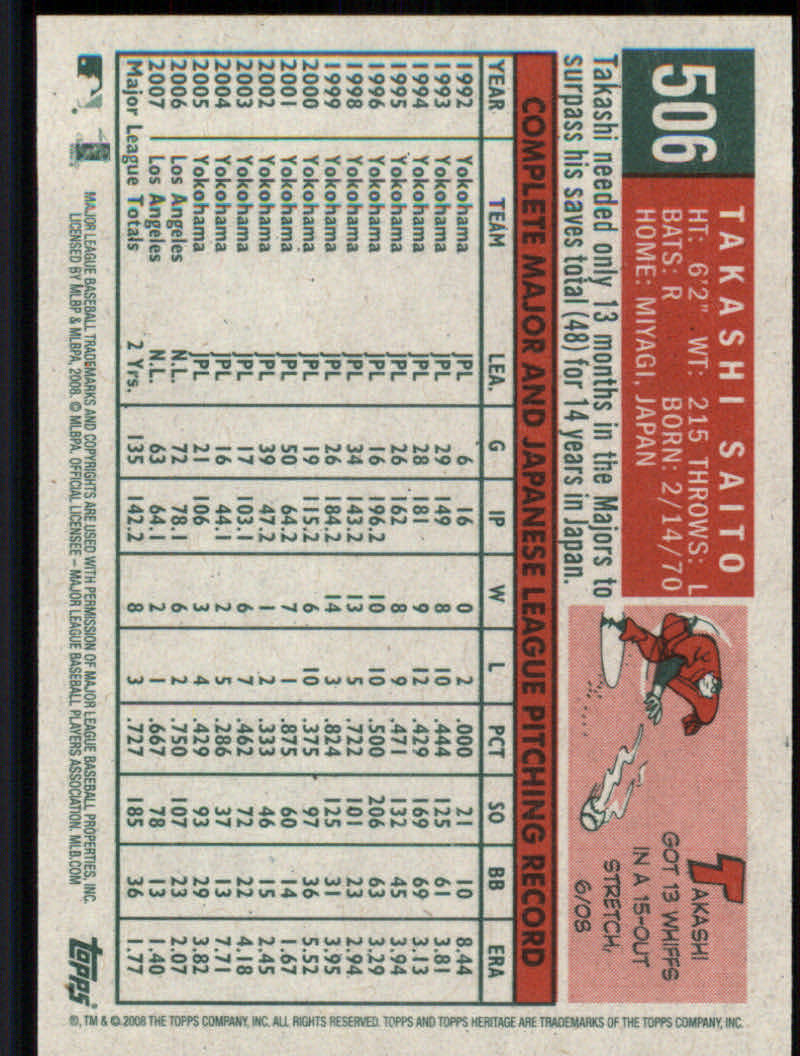 506
TAKASHI SAITO
HT: 6'2" WT: 215 THROWS: L
BATS: R BORN: 2/14/70
HOME: MIYAGI, JAPAN
TAKASHI
GOT 13 WHIFFS
IN A 15-OUT
STRETCH,
6/08
Takashi needed only 13 months in the Majors to
surpass his saves total (48) for 14 years in Japan.
COMPLETE MAJOR AND JAPANESE LEAGUE PITCHING RECORD
YEAR TEAM LEA. G IP W L PCT SO BB ERA
1992 Yokohama JPL 6 16 0 2 .000 21 10 8.44
1993 Yokohama JPL 29 149 8 10 .444 125 61 3.81
1994 Yokohama JPL 28 181 9 12 .429 169 69 3.13
1995 Yokohama JPL 26 162 8 9 .471 132 45 3.94
1996 Yokohama JPL 16 196.2 10 10 .500 206 63 3.29
1998 Yokohama JPL 34 143.2 13 5 .722 101 23 2.94
1999 Yokohama JPL 26 184.2 14 3 .824 125 31 3.95
2000 Yokohama JPL 19 115.2 6 10 .375 97 36 5.52
2001 Yokohama JPL 50 64.2 7 1 .875 60 14 1.67
2002 Yokohama JPL 39 47.2 1 2 .333 46 15 2.45
2003 Yokohama JPL 17 103.1 6 7 .462 72 22 4.18
2004 Yokohama JPL 16 44.1 2 5 .286 37 13 7.71
2005 Yokohama JPL 21 106 3 4 .429 93 29 3.82
2006 Los Angeles N.L. 72 78.1 6 2 .750 107 23 2.07
2007 Los Angeles N.L. 63 64.1 2 1 .667 78 13 1.40
Major League Totals 2 Yrs. 135 142.2 8 3 .727 185 36 1.77
MAJOR LEAGUE BASEBALL TRADEMARKS AND COPYRIGHTS ARE USED WITH PERMISSION OF MAJOR LEAGUE BASEBALL PROPERTIES, INC.
LICENSED BY MLBP & MLBPA, 2008. © MLBPA. OFFICIAL LICENSEE – MAJOR LEAGUE BASEBALL PLAYERS ASSOCIATION. MLB.COM
topps
®, TM & © 2008 THE TOPPS COMPANY, INC. ALL RIGHTS RESERVED. TOPPS AND TOPPS HERITAGE ARE TRADEMARKS OF THE TOPPS COMPANY, INC.